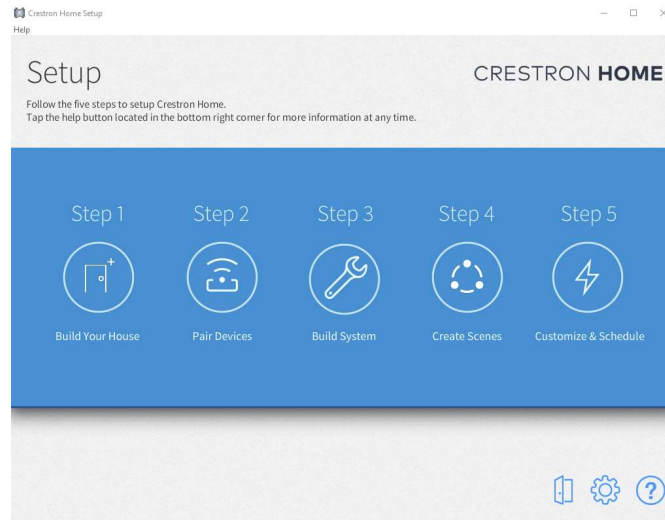 Crestron Home Setup
Help
Setup
CRESTRON HOME
Follow the five steps to setup Crestron Home.
Tap the help button located in the bottom right corner for more information at any time.
Step 1
Step 2
Step 3
Step 4
Step 5
Build Your House
Pair Devices
Build System
Create Scenes
Customize & Schedule
?